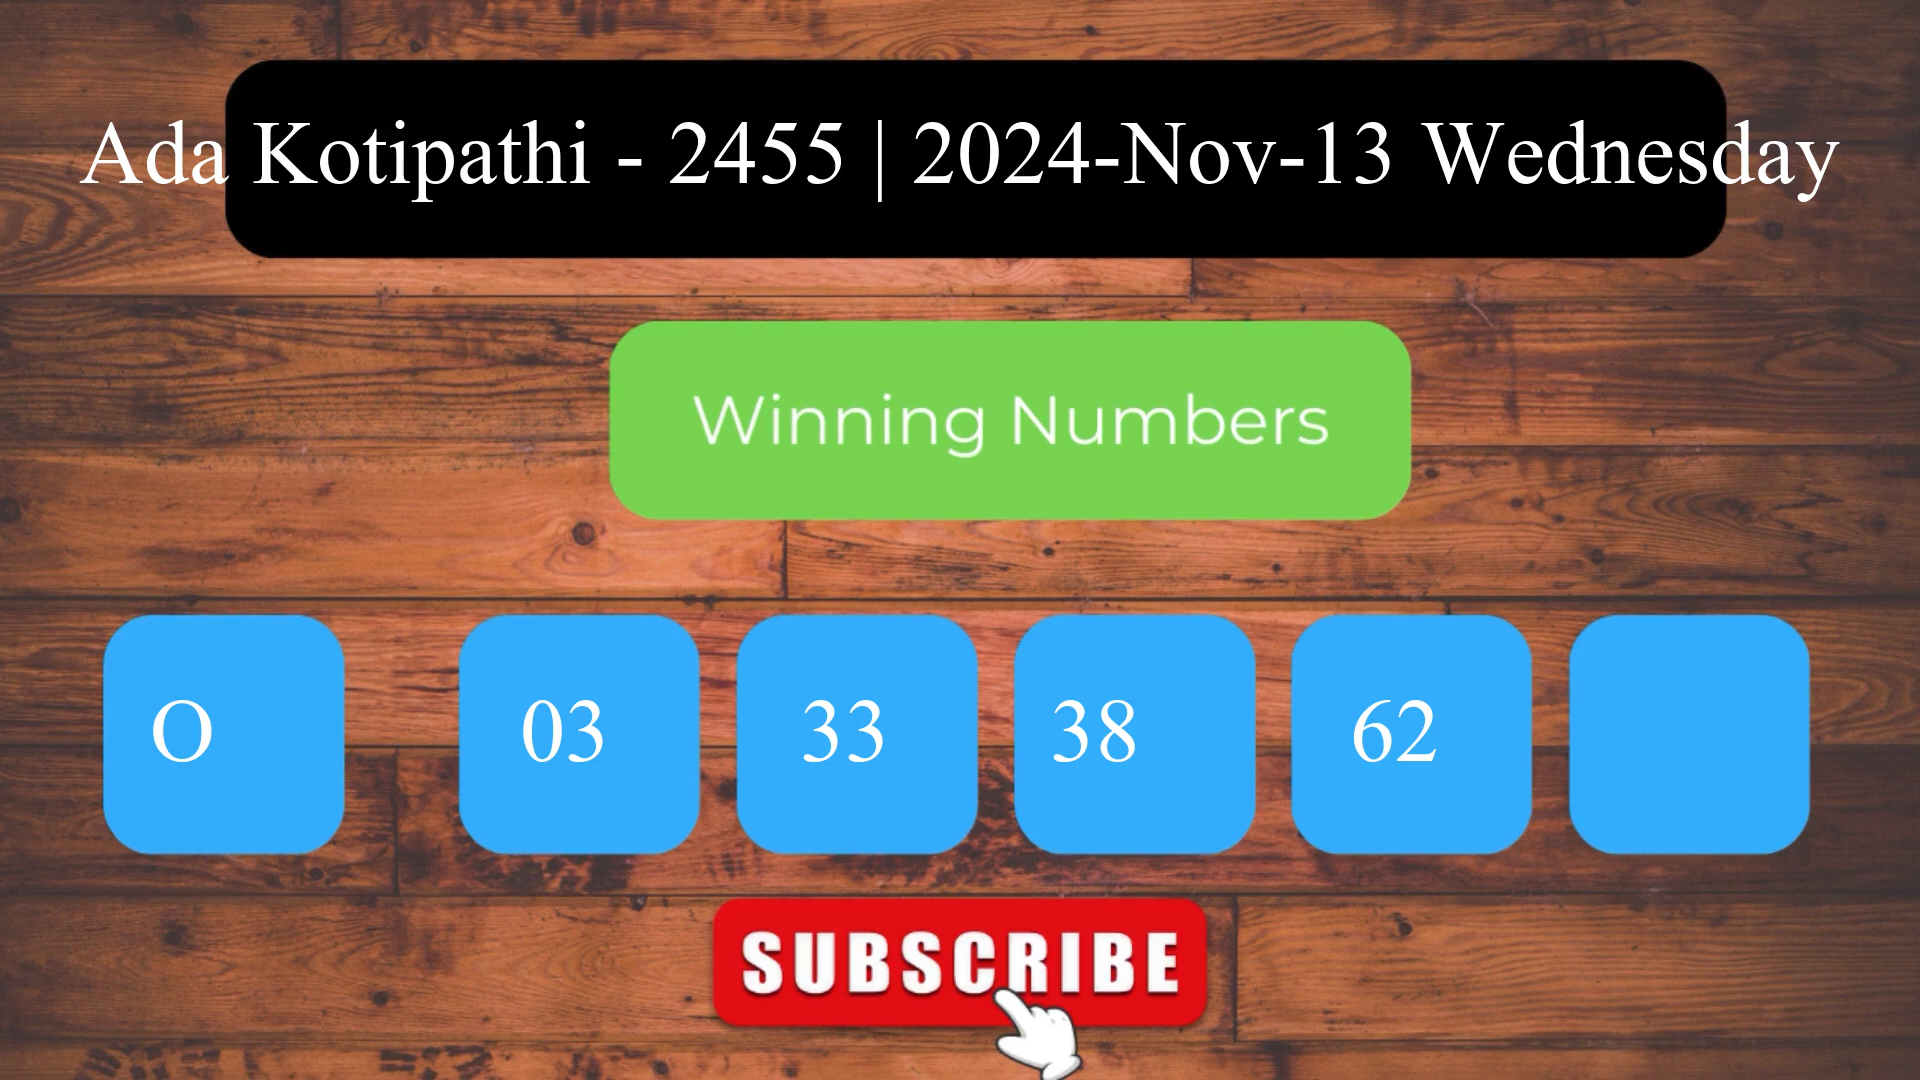 Ada Kotipathi - 2455 | 2024-Nov-13 Wednesday
Winning Numbers
O 03 33 38 62
SUBSCRIBE